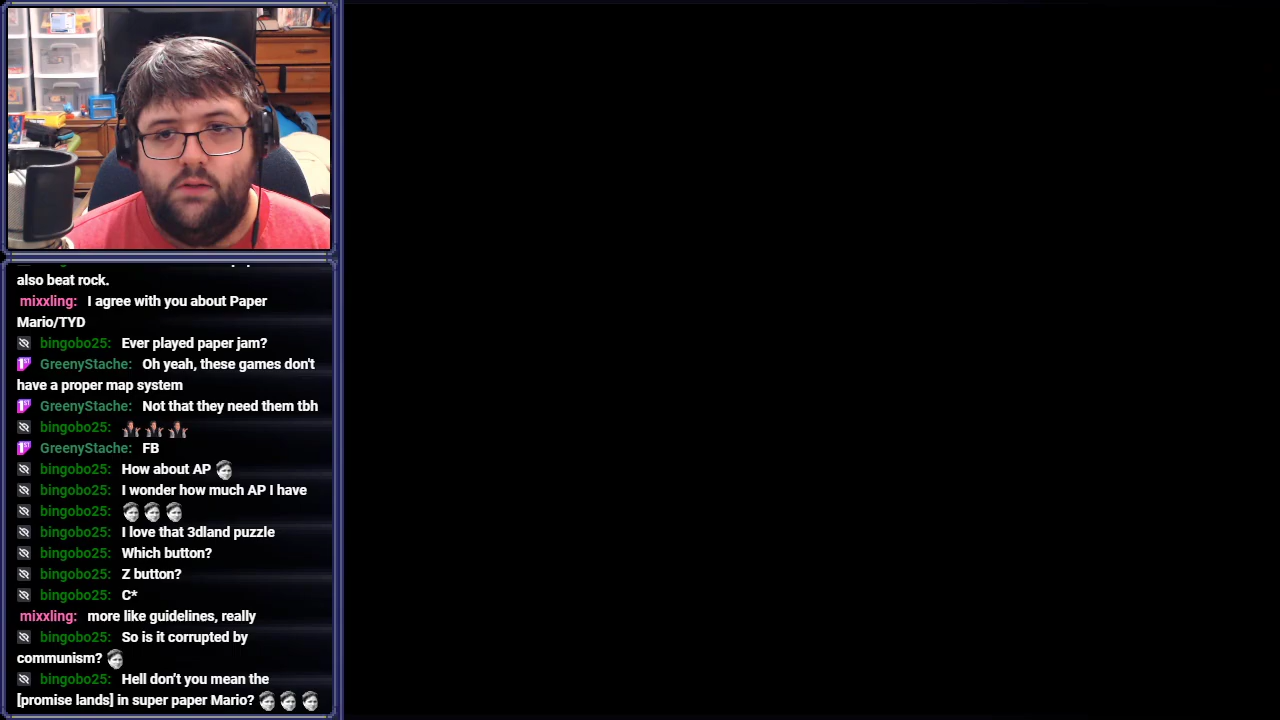 also beat rock.
mixxling: I agree with you about Paper
Mario/TYD
bingobo25: Ever played paper jam?
GreenyStache: Oh yeah, these games don't
have a proper map system
GreenyStache: Not that they need them tbh
bingobo25:
GreenyStache: FB
bingobo25: How about AP
bingobo25: I wonder how much AP I have
bingobo25:
bingobo25: I love that 3dland puzzle
bingobo25: Which button?
bingobo25: Z button?
bingobo25: C*
mixxling: more like guidelines, really
bingobo25: So is it corrupted by
communism?
bingobo25: Hell don't you mean the
[promise lands] in super paper Mario?